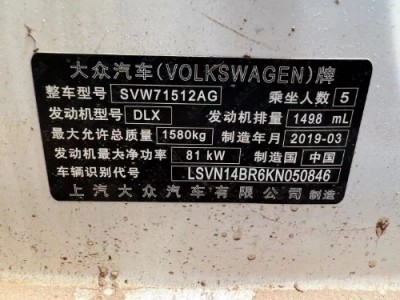 大众汽车(VOLKSWAGEN)牌
整车型号 SVW71512AG 乘坐人数 5
发动机型号 DLX 发动机排量 1498 mL
最大允许总质量 1580kg 制造年月 2019-03
发动机最大净功率 81 kW 制造国 中国
车辆识别代号 LSVN14BR6KN050846
上汽大众汽车有限公司 制造